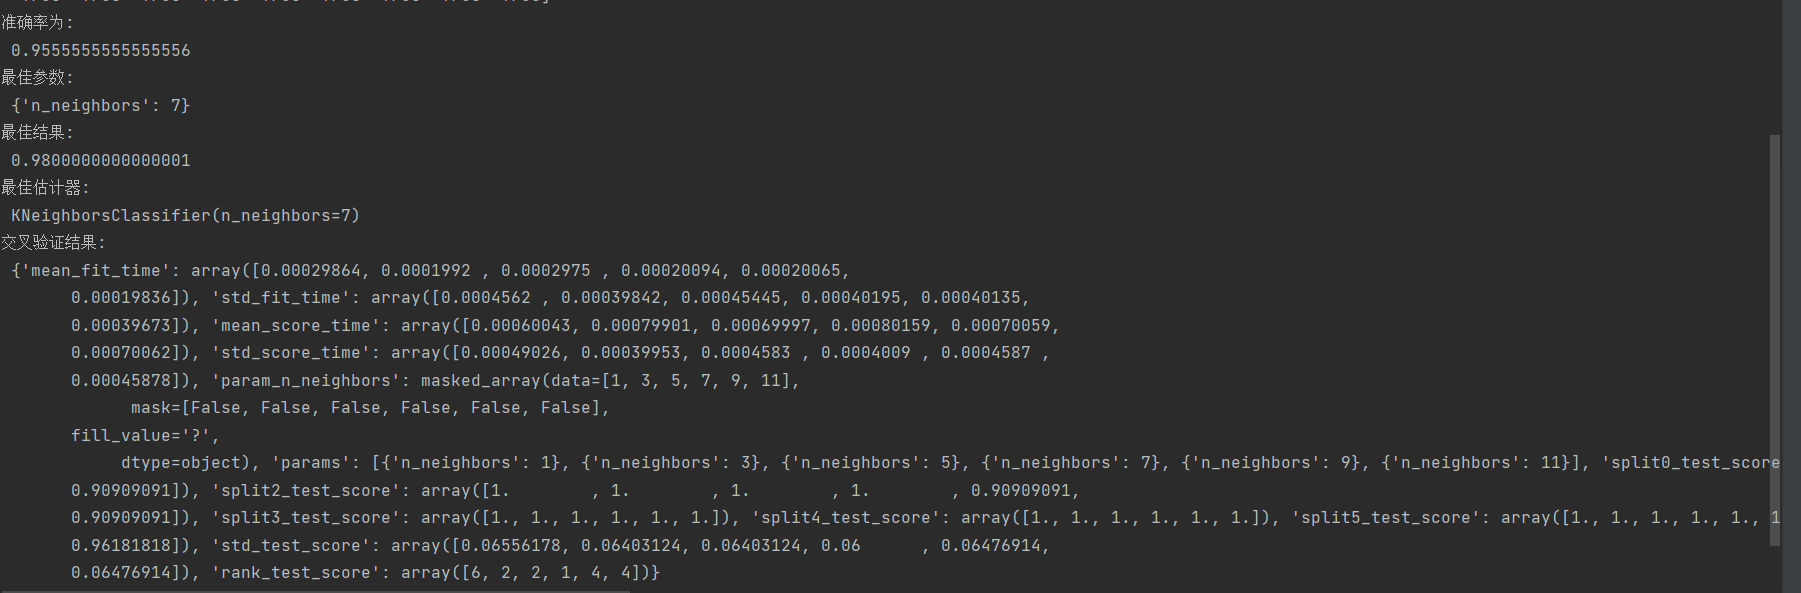 准确率为:
0.9555555555555556
最佳参数:
{'n_neighbors': 7}
最佳结果:
0.9800000000000001
最佳估计器:
KNeighborsClassifier(n_neighbors=7)
交叉验证结果:
{'mean_fit_time': array([0.00029864, 0.0001992 , 0.0002975 , 0.00020094, 0.00020065,
0.00019836]), 'std_fit_time': array([0.0004562 , 0.00039842, 0.00045445, 0.00040195, 0.00040135,
0.00039673]), 'mean_score_time': array([0.00060043, 0.00079901, 0.00069997, 0.00080159, 0.00070059,
0.00070062]), 'std_score_time': array([0.00049026, 0.00039953, 0.0004583 , 0.0004009 , 0.0004587 ,
0.00045878]), 'param_n_neighbors': masked_array(data=[1, 3, 5, 7, 9, 11],
mask=[False, False, False, False, False, False],
fill_value='?',
dtype=object), 'params': [{'n_neighbors': 1}, {'n_neighbors': 3}, {'n_neighbors': 5}, {'n_neighbors': 7}, {'n_neighbors': 9}, {'n_neighbors': 11}], 'split0_test_score
0.90909091]), 'split2_test_score': array([1.        , 1.        , 1.        , 1.        , 0.90909091,
0.90909091]), 'split3_test_score': array([1., 1., 1., 1., 1., 1.]), 'split4_test_score': array([1., 1., 1., 1., 1., 1.]), 'split5_test_score': array([1., 1., 1., 1., 1., 1
0.96181818]), 'std_test_score': array([0.06556178, 0.06403124, 0.06403124, 0.06      , 0.06476914,
0.06476914]), 'rank_test_score': array([6, 2, 2, 1, 4, 4])}